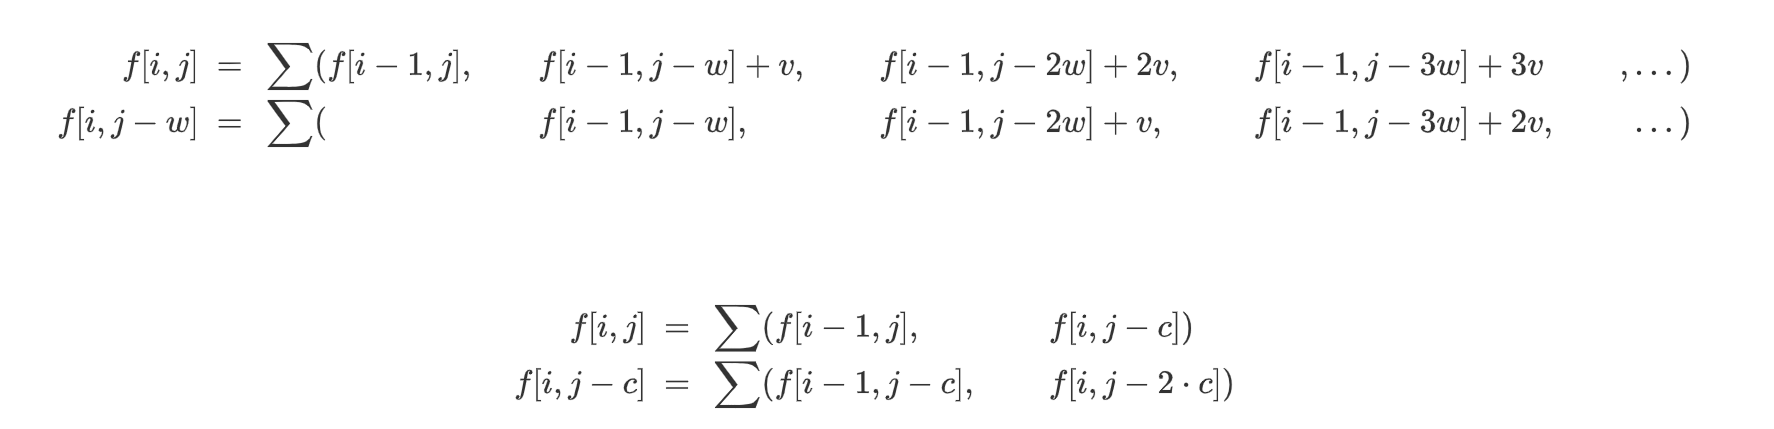 f[i, j] = ∑(f[i − 1, j], f[i − 1, j − w] + v, f[i − 1, j − 2w] + 2v, f[i − 1, j − 3w] + 3v , …)
f[i, j − w] = ∑( f[i − 1, j − w], f[i − 1, j − 2w] + v, f[i − 1, j − 3w] + 2v, …)
f[i, j] = ∑(f[i − 1, j], f[i, j − c])
f[i, j − c] = ∑(f[i − 1, j − c], f[i, j − 2 · c])